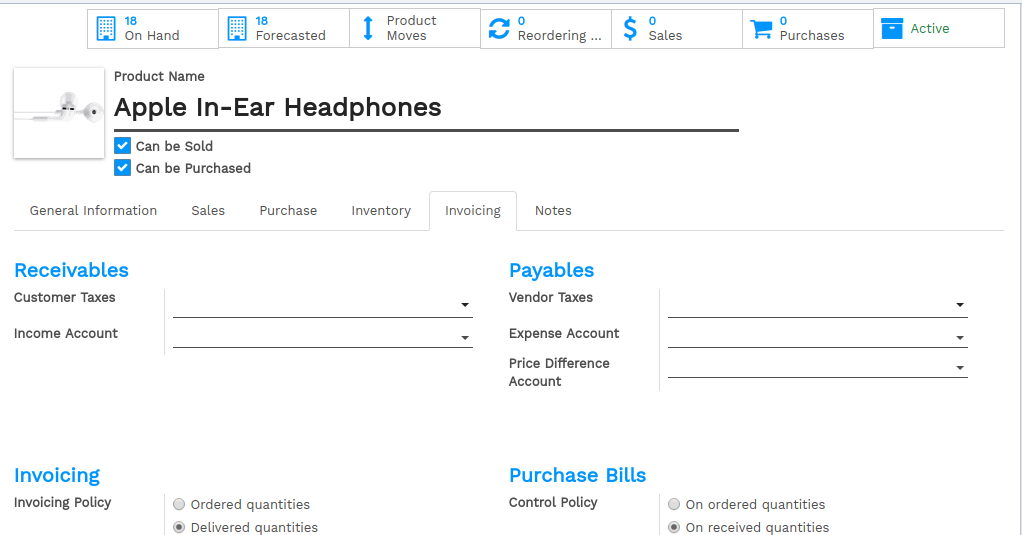 18
On Hand
18
Forecasted
Product
Moves
0
Reordering ...
0
Sales
0
Purchases
Active
Product Name
Apple In-Ear Headphones
Can be Sold
Can be Purchased
General Information Sales Purchase Inventory Invoicing Notes
Receivables
Customer Taxes
Income Account
Payables
Vendor Taxes
Expense Account
Price Difference
Account
Invoicing
Invoicing Policy
Ordered quantities
Delivered quantities
Purchase Bills
Control Policy
On ordered quantities
On received quantities